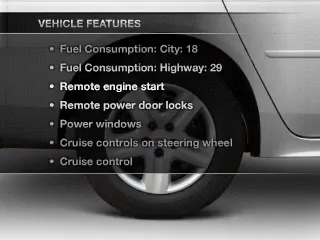 VEHICLE FEATURES
• Fuel Consumption: City: 18
• Fuel Consumption: Highway: 29
• Remote engine start
• Remote power door locks
• Power windows
• Cruise controls on steering wheel
• Cruise control